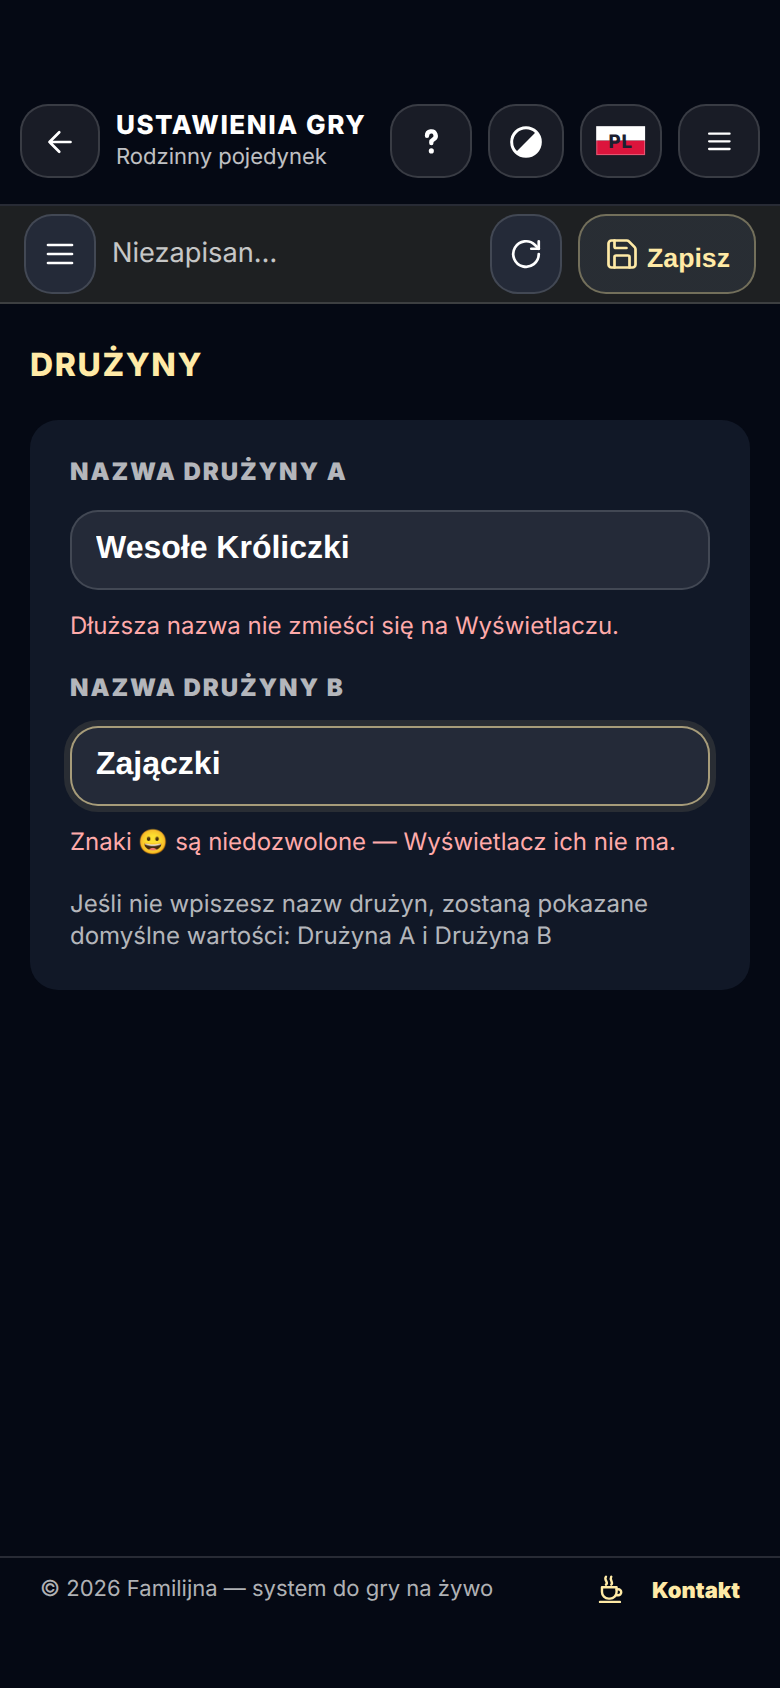 USTAWIENIA GRY
Rodzinny pojedynek
?
PL
Niezapisan...
Zapisz
DRUŻYNY
NAZWA DRUŻYNY A
Wesołe Króliczki
Dłuższa nazwa nie zmieści się na Wyświetlaczu.
NAZWA DRUŻYNY B
Zajączki
Znaki 😀 są niedozwolone — Wyświetlacz ich nie ma.
Jeśli nie wpiszesz nazw drużyn, zostaną pokazane
domyślne wartości: Drużyna A i Drużyna B
© 2026 Familijna — system do gry na żywo
Kontakt